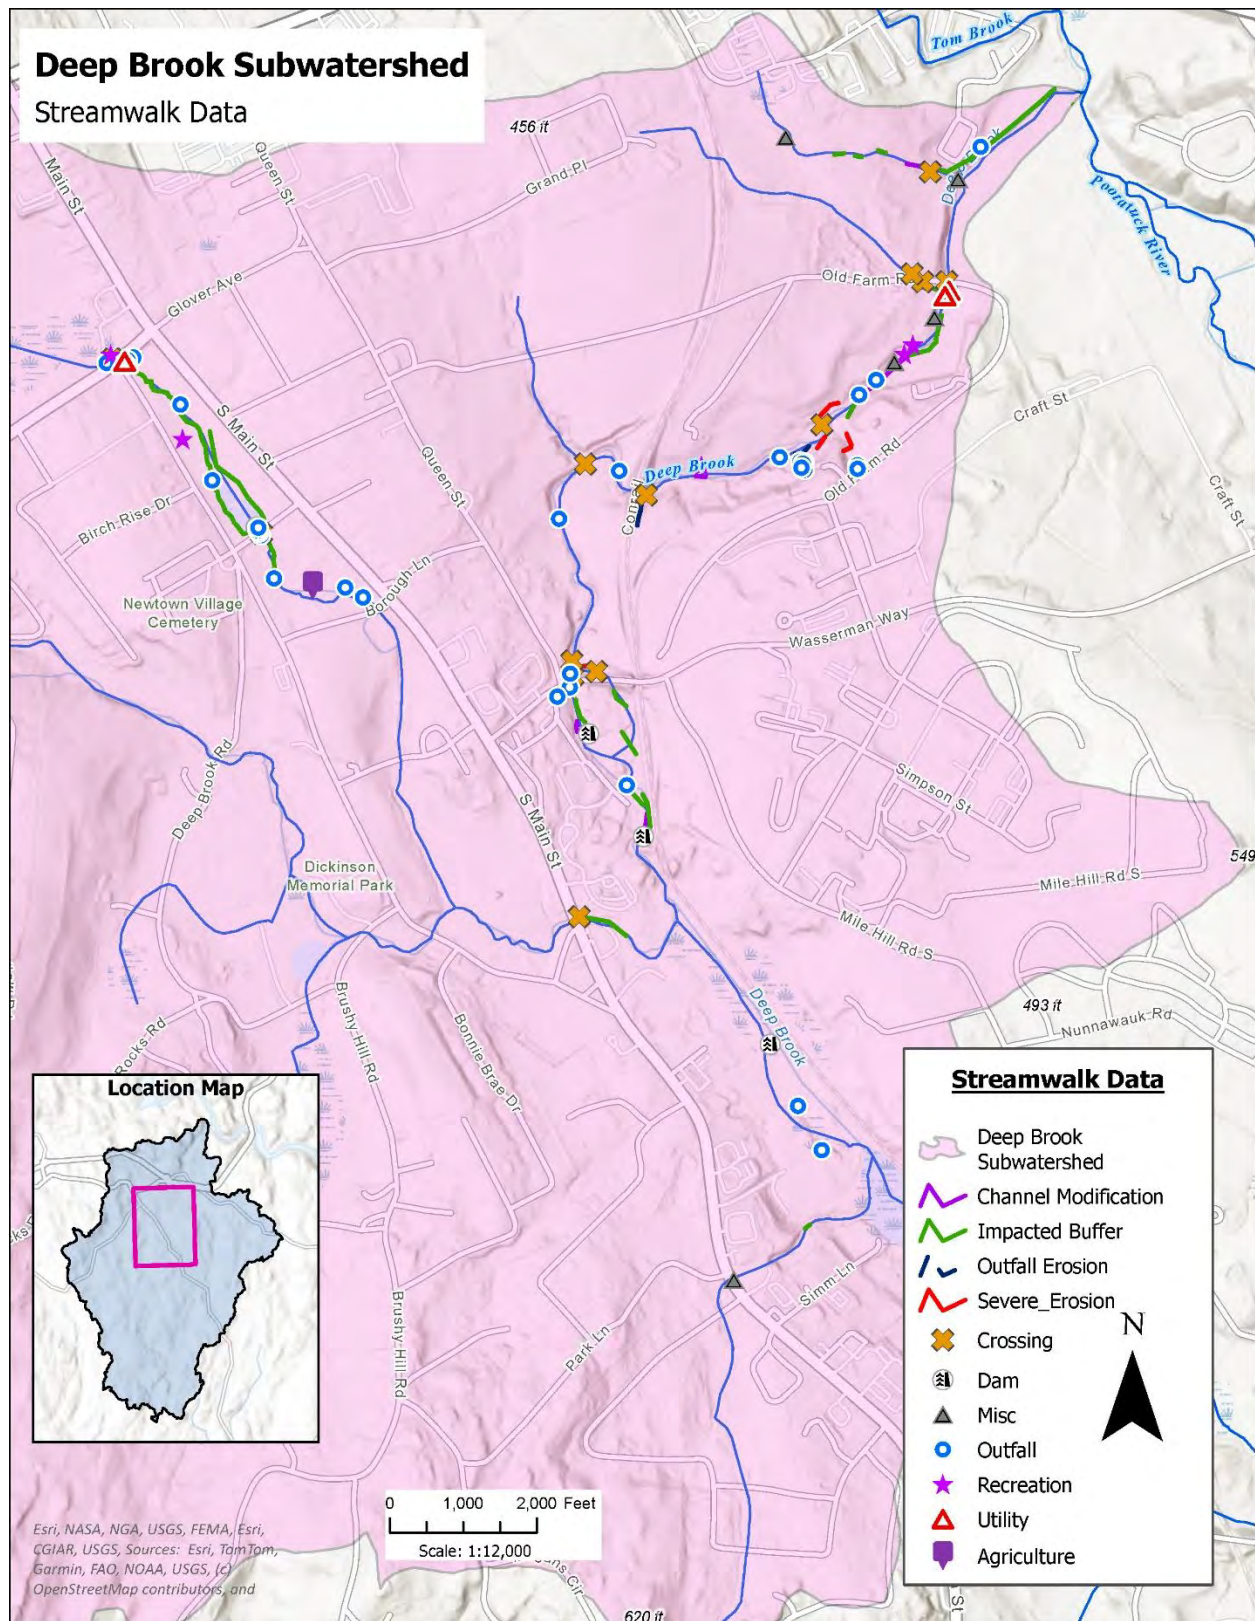 Deep Brook Subwatershed
Streamwalk Data
Tom Brook
456 ft
Main St
Queen St
Grand Pl
Pootatuck River
Glover Ave
Old Farm R
S Main St
Craft St
Queen St
Deep Brook
Conrail
Old Farm Rd
Craft St
Birch Rise Dr
Borough Ln
Newtown Village
Cemetery
Wasserman Way
Deep Brook Rd
S Main St
Simpson St
549
Dickinson
Memorial Park
Mile Hill Rd S
Mile Hill Rd S
Deep Brook
493 ft
Nunnawauk Rd
Rocks Rd
Brushy Hill Rd
Bonnie Brae Dr
Location Map
Simm Ln
Park Ln
Brushy Hill Rd
Streamwalk Data
Deep Brook
Subwatershed
Channel Modification
Impacted Buffer
Outfall Erosion
Severe_Erosion
Crossing
Dam
Misc
Outfall
Recreation
Utility
Agriculture
N
0 1,000 2,000 Feet
Scale: 1:12,000
Esri, NASA, NGA, USGS, FEMA, Esri,
CGIAR, USGS, Sources: Esri, TomTom,
Garmin, FAO, NOAA, USGS, (c)
OpenStreetMap contributors, and
620 ft
St